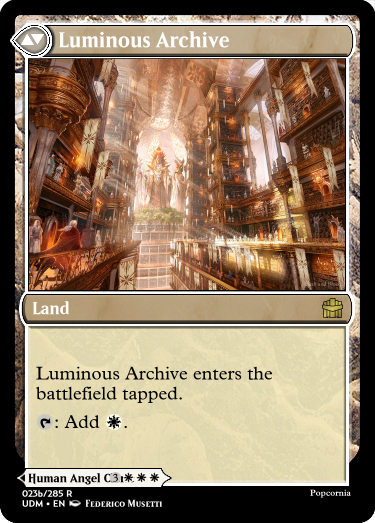 Luminous Archive
Land
Luminous Archive enters the
battlefield tapped.
: Add .
Human Angel 3
023b/285 R
Popcornia
UDM • EN Federico Musetti